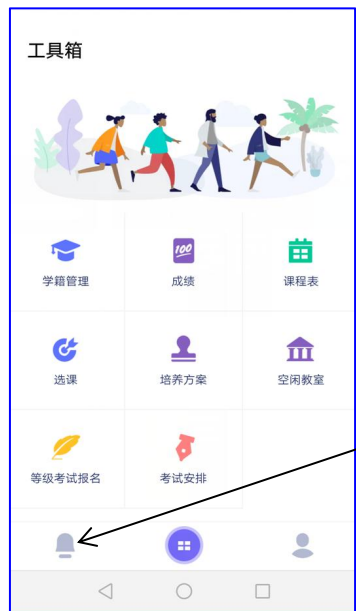 工具箱
100
学籍管理
成绩
课程表
选课
培养方案
空闲教室
等级考试报名
考试安排